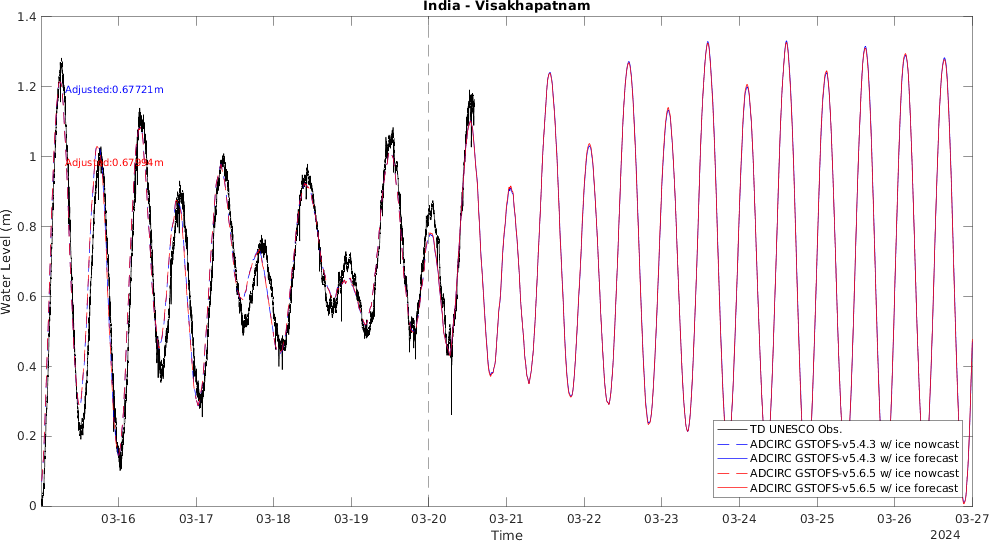 India - Visakhapatnam
Water Level (m)
1.4
1.2
1
0.8
0.6
0.4
0.2
0
Adjusted:0.67721m
Adjusted:0.67994m
TD UNESCO Obs.
ADCIRC GSTOFS-v5.4.3 w/ ice nowcast
ADCIRC GSTOFS-v5.4.3 w/ ice forecast
ADCIRC GSTOFS-v5.6.5 w/ ice nowcast
ADCIRC GSTOFS-v5.6.5 w/ ice forecast
03-16 03-17 03-18 03-19 03-20 03-21 03-22 03-23 03-24 03-25 03-26 03-27
Time
2024